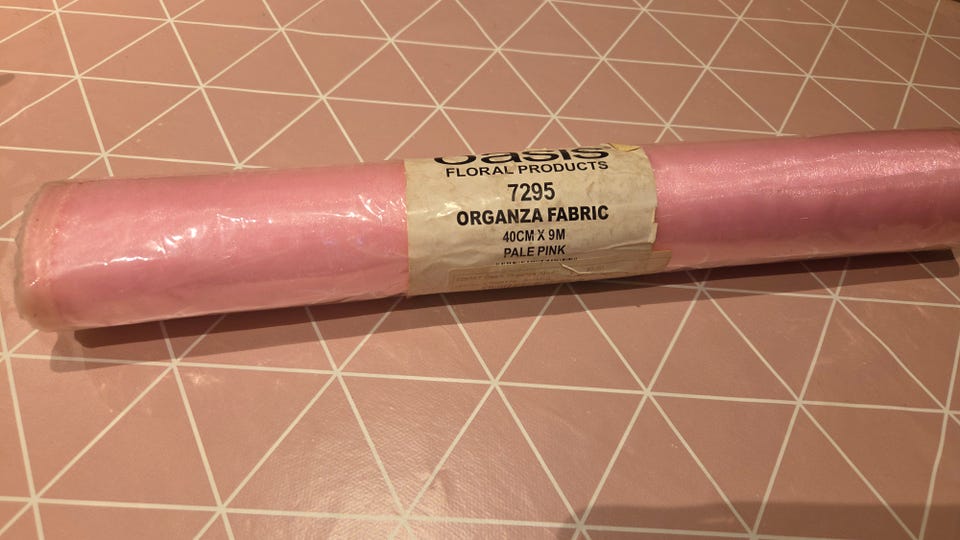 oasis
FLORAL PRODUCTS
7295
ORGANZA FABRIC
40CM X 9M
PALE PINK